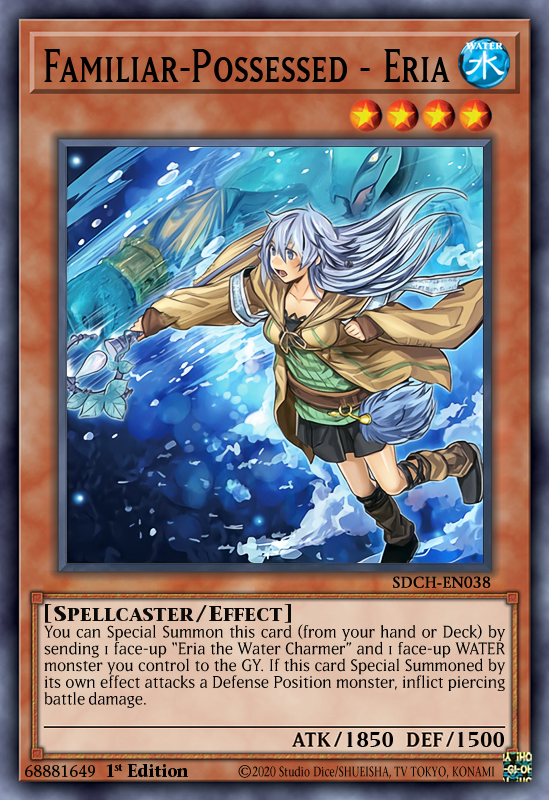 Familiar-Possessed - Eria
WATER
水
SDCH-EN038
[Spellcaster/Effect]
You can Special Summon this card (from your hand or Deck) by
sending 1 face-up "Eria the Water Charmer" and 1 face-up WATER
monster you control to the GY. If this card Special Summoned by
its own effect attacks a Defense Position monster, inflict piercing
battle damage.
ATK/1850 DEF/1500
68881649 1st Edition ©2020 Studio Dice/SHUEISHA, TV TOKYO, KONAMI